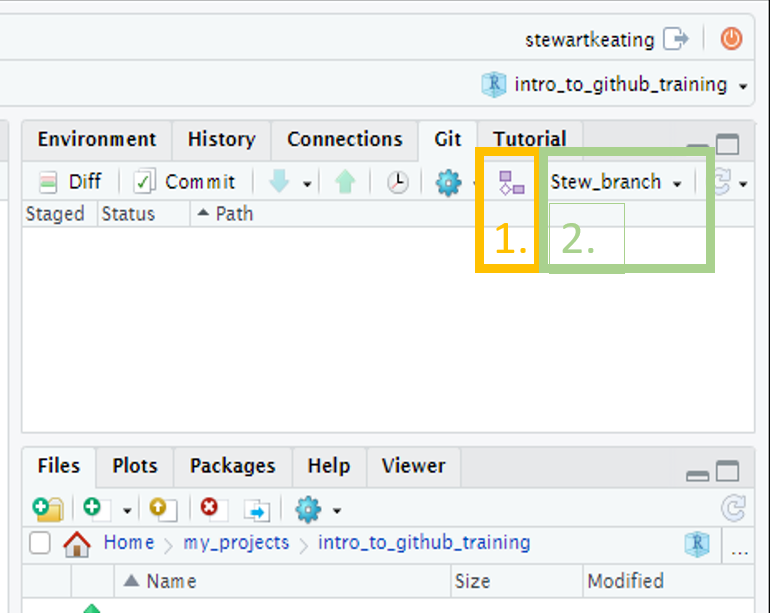 stewartkeating
intro_to_github_training
Environment History Connections Git Tutorial
Diff Commit Stew_branch
Staged Status Path
1. 2.
Files Plots Packages Help Viewer
Home my_projects intro_to_github_training R ...
Name Size Modified